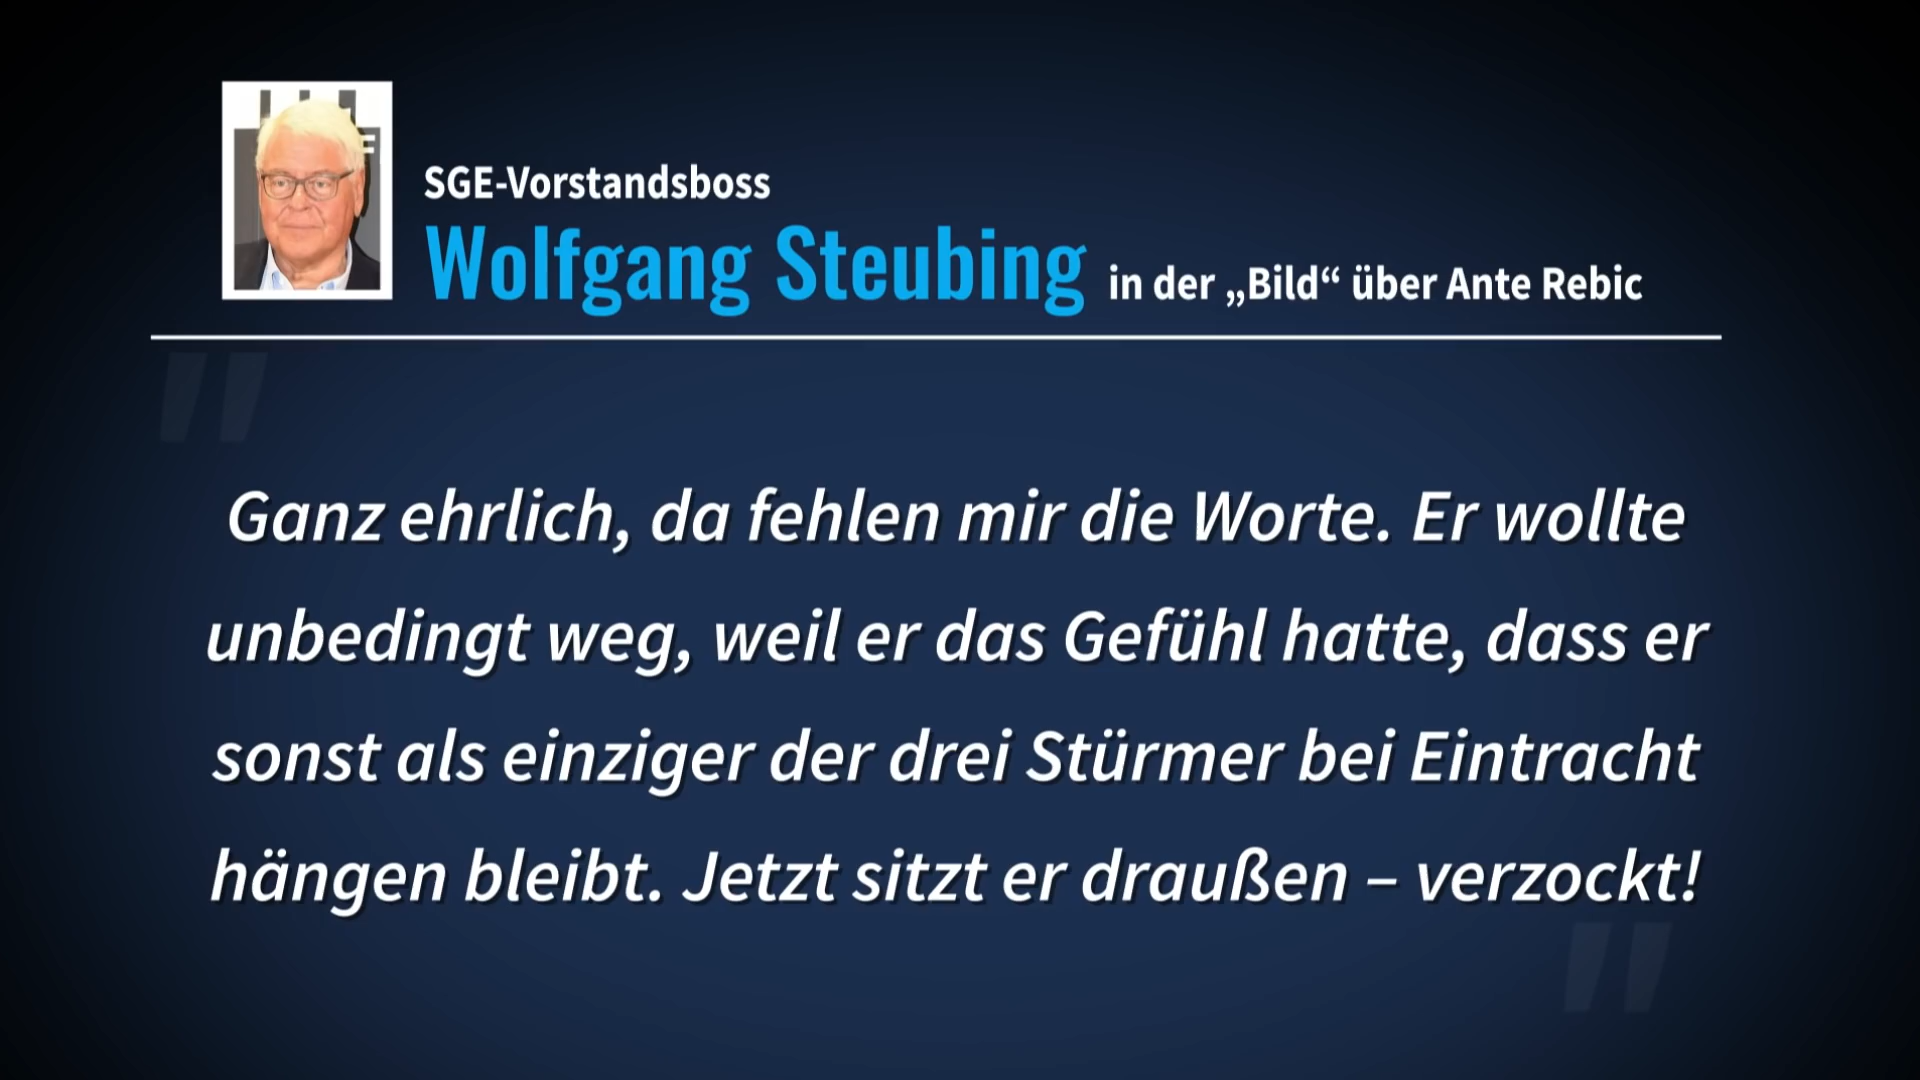 SGE-Vorstandsboss
Wolfgang Steubing in der „Bild“ über Ante Rebic
Ganz ehrlich, da fehlen mir die Worte. Er wollte
unbedingt weg, weil er das Gefühl hatte, dass er
sonst als einziger der drei Stürmer bei Eintracht
hängen bleibt. Jetzt sitzt er draußen – verzockt!